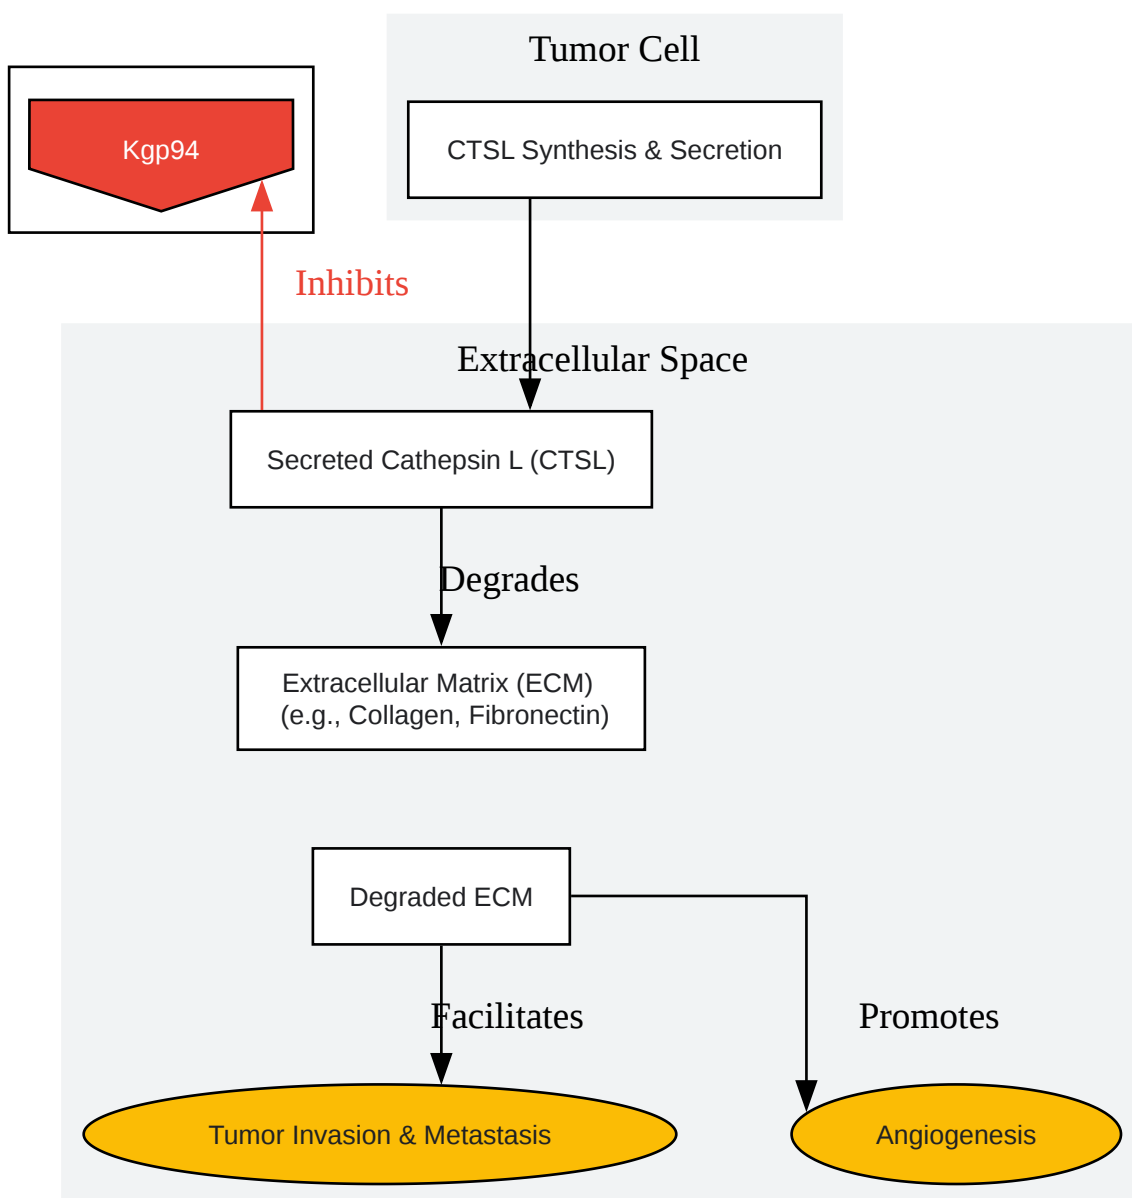 Tumor Cell
Kgp94
CTSL Synthesis & Secretion
Inhibits
Extracellular Space
Secreted Cathepsin L (CTSL)
Degrades
Extracellular Matrix (ECM)
(e.g., Collagen, Fibronectin)
Degraded ECM
Facilitates
Promotes
Tumor Invasion & Metastasis
Angiogenesis